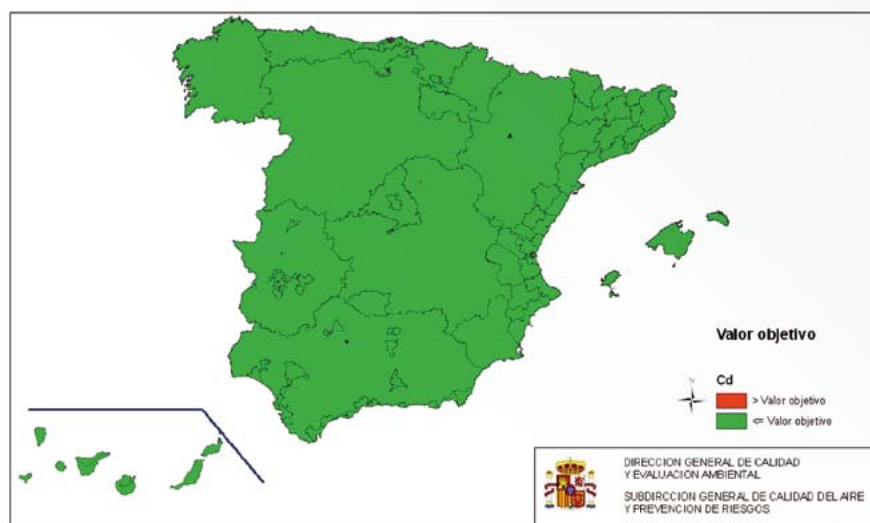 Valor objetivo
Cd
> Valor objetivo
<= Valor objetivo
DIRECCION GENERAL DE CALIDAD
Y EVALUACION AMBIENTAL
SUBDIRCCION GENERAL DE CALIDAD DEL AIRE
Y PREVENCION DE RIESGOS